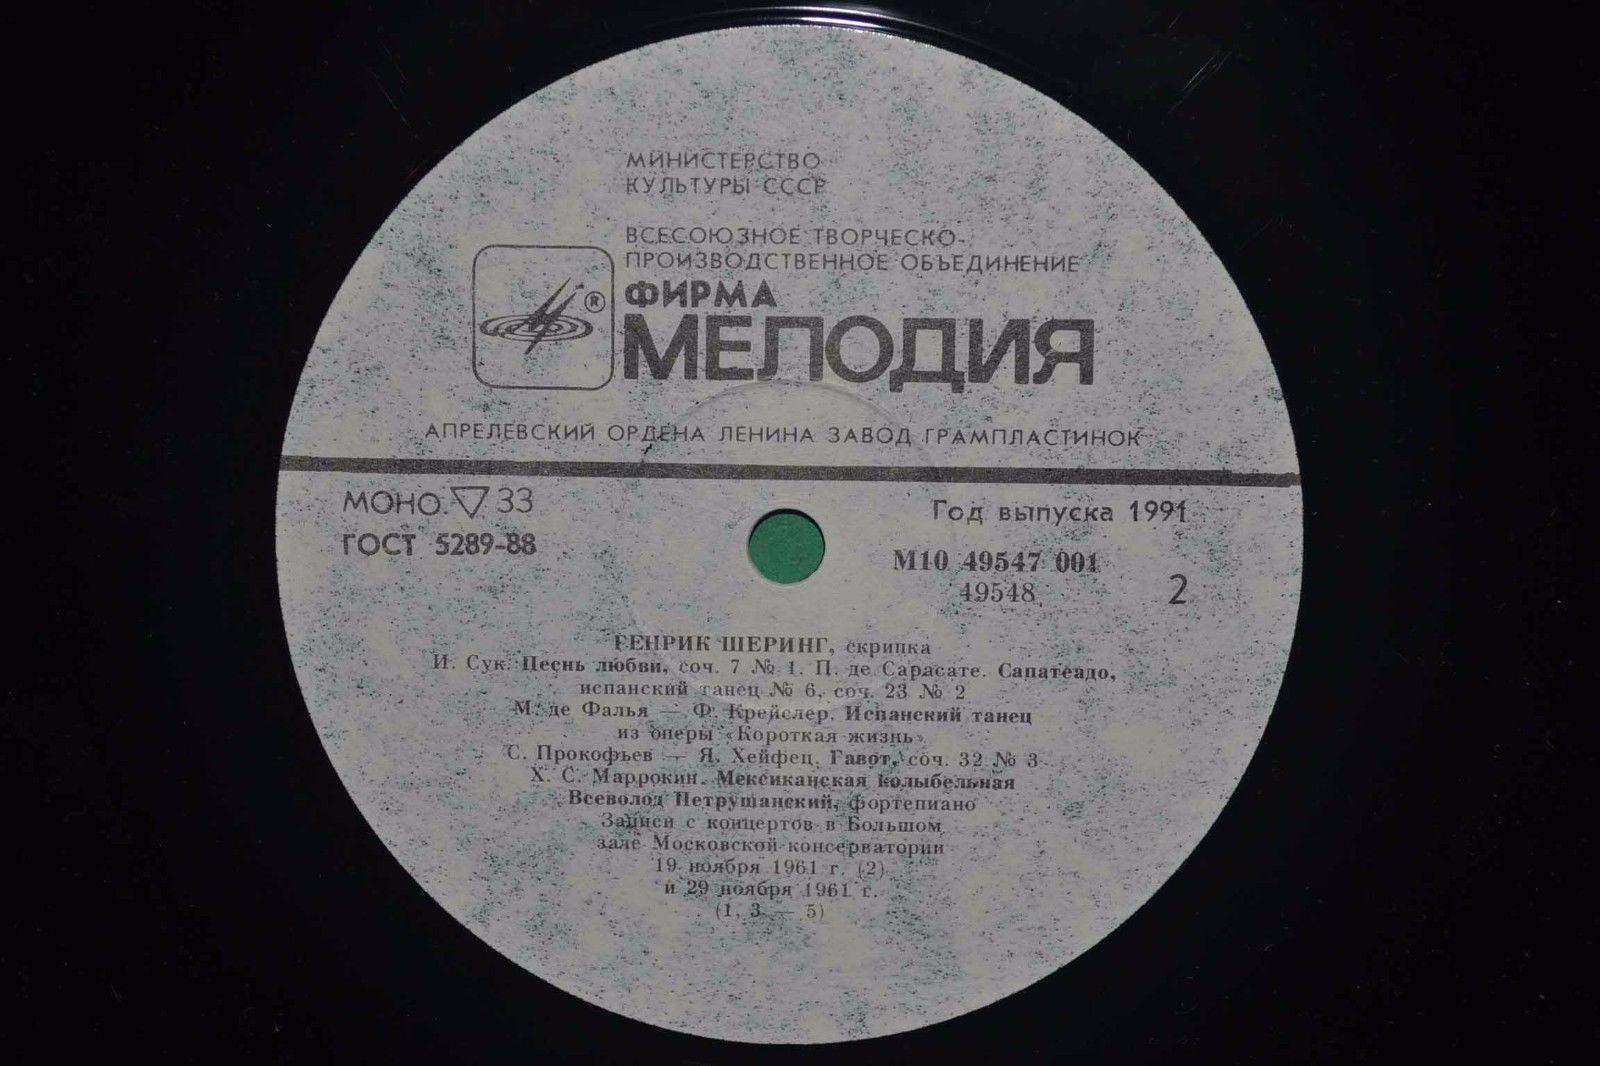 МИНИСТЕРСТВО
КУЛЬТУРЫ СССР
ВСЕСОЮЗНОЕ ТВОРЧЕСКО-
ПРОИЗВОДСТВЕННОЕ ОБЪЕДИНЕНИЕ
ФИРМА
®
МЕЛОДИЯ
АПРЕЛЕВСКИЙ ОРДЕНА ЛЕНИНА ЗАВОД ГРАМПЛАСТИНОК
МОНО ▽ 33
ГОСТ 5289-88
Год выпуска 1991
М10 49547 001
49548
2
ГЕНРИК ШЕРИНГ, скрипка
И. Сук. Песнь любви, соч. 7 № 1. П. де Сарасате. Сапатеадо,
испанский танец № 6, соч. 23 № 2
М. де Фалья — Ф. Крейслер. Испанский танец
из оперы «Короткая жизнь»
С. Прокофьев — Я. Хейфец. Гавот, соч. 32 № 3
Х. С. Маррокин. Мексиканская колыбельная
Всеволод Петрушанский, фортепиано
Записи с концертов в Большом
зале Московской консерватории
19 ноября 1961 г. (2)
и 29 ноября 1961 г.
(1, 3 — 5)